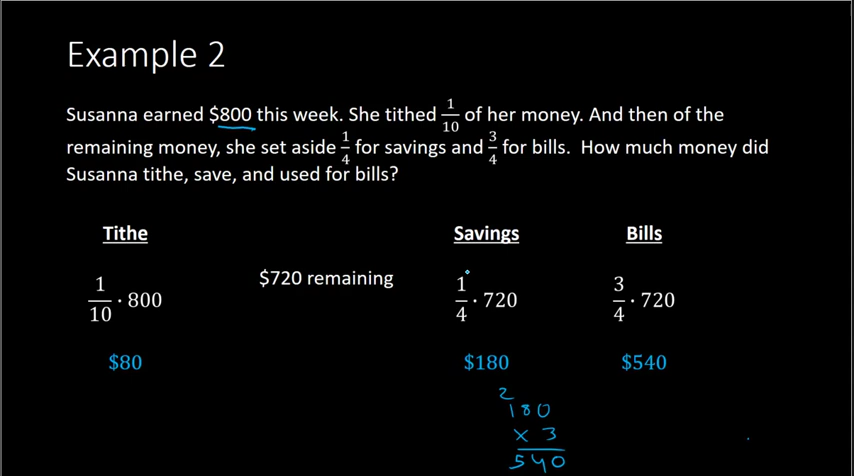 Example 2
Susanna earned $800 this week. She tithed 1/10 of her money. And then of the
remaining money, she set aside 1/4 for savings and 3/4 for bills. How much money did
Susanna tithe, save, and used for bills?
Tithe Savings Bills
$720 remaining
1/10 · 800 1/4 · 720 3/4 · 720
$80 $180 $540
2
180
× 3
540